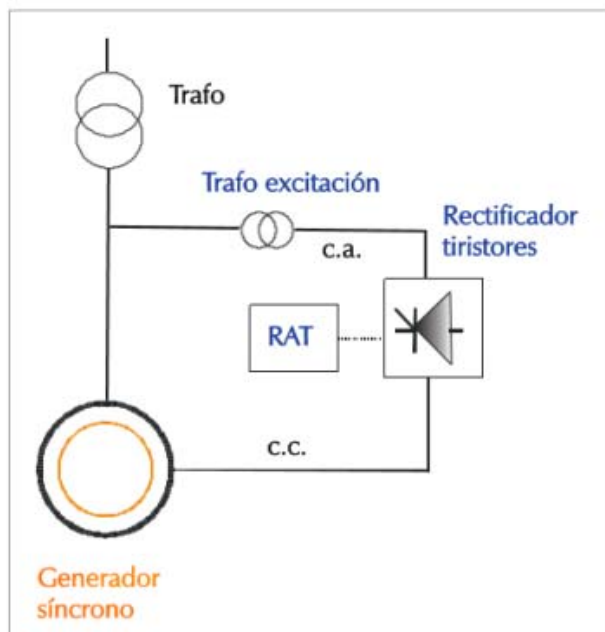 Trafo
Trafo excitación
Rectificador
tiristores
c.a.
RAT
c.c.
Generador
síncrono